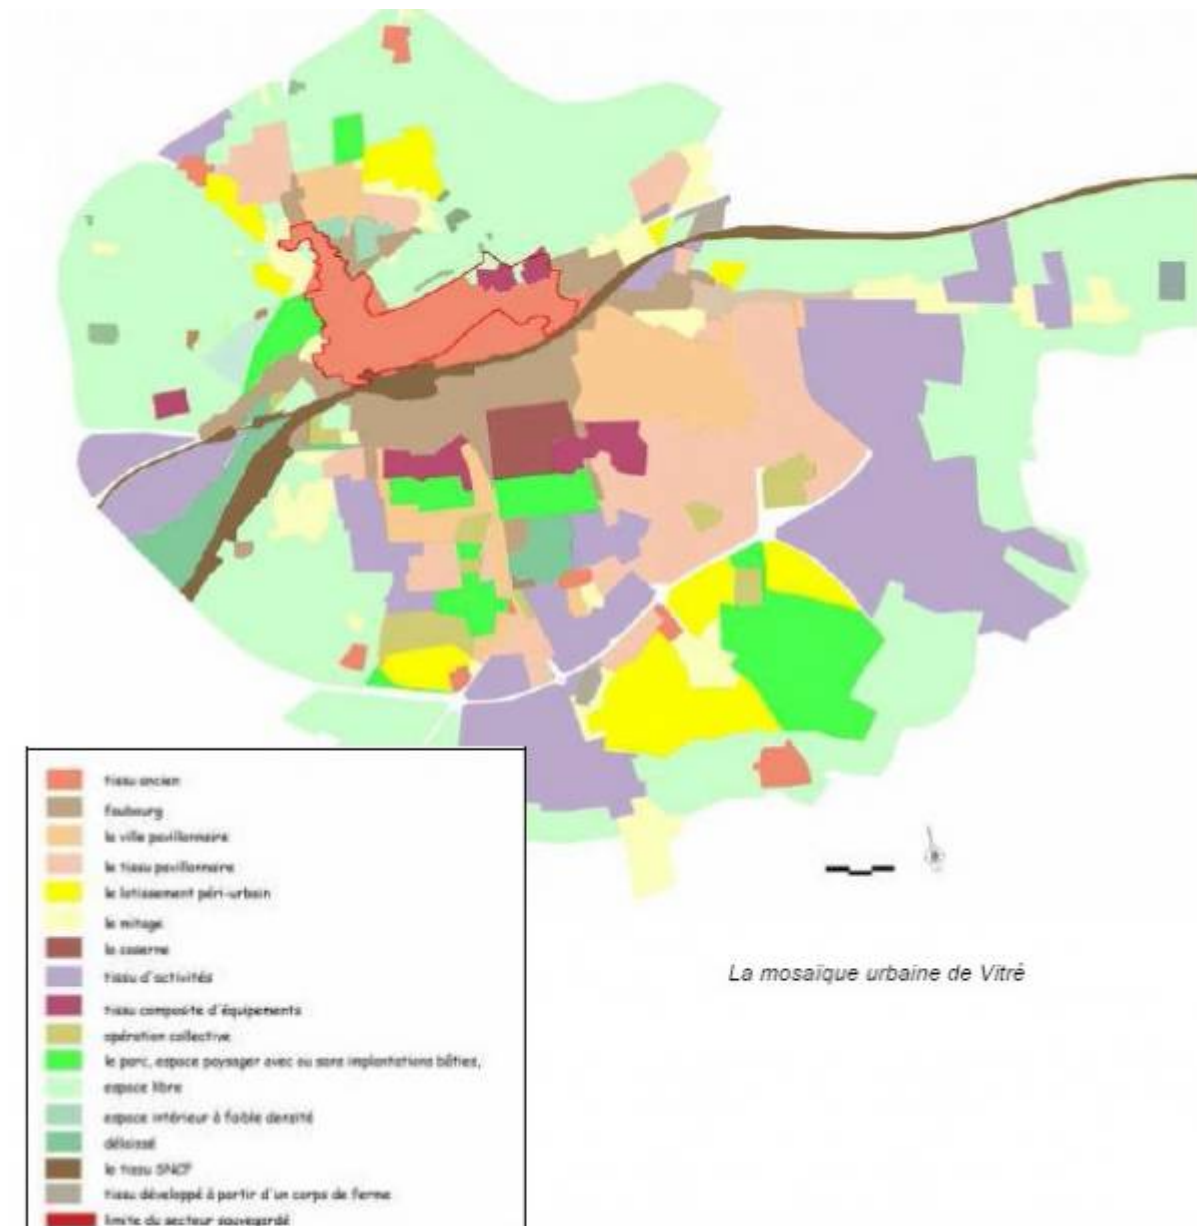 tissu ancien
faubourg
la ville pavillonnaire
le tissu pavillonnaire
le lotissement péri-urbain
le mitage
la caserne
tissu d'activités
tissu composite d'équipements
opération collective
le parc, espace paysager avec ou sans implantations bâties,
espace libre
espace intérieur à faible densité
délaissé
le tissu SNCF
tissu développé à partir d'un corps de ferme
limite du secteur sauvegardé
La mosaïque urbaine de Vitré